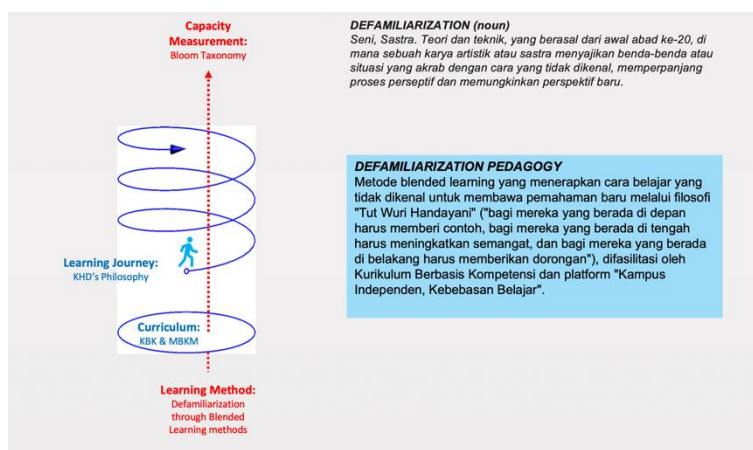 Capacity
Measurement:
Bloom Taxonomy
Learning Journey:
KHD's Philosophy
Curriculum:
KBK & MBKM
Learning Method:
Defamiliarization
through Blended
Learning methods
DEFAMILIARIZATION (noun)
Seni, Sastra. Teori dan teknik, yang berasal dari awal abad ke-20, di
mana sebuah karya artistik atau sastra menyajikan benda-benda atau
situasi yang akrab dengan cara yang tidak dikenal, memperpanjang
proses perseptif dan memungkinkan perspektif baru.
DEFAMILIARIZATION PEDAGOGY
Metode blended learning yang menerapkan cara belajar yang
tidak dikenal untuk membawa pemahaman baru melalui filosofi
"Tut Wuri Handayani" ("bagi mereka yang berada di depan
harus memberi contoh, bagi mereka yang berada di tengah
harus meningkatkan semangat, dan bagi mereka yang berada
di belakang harus memberikan dorongan"), difasilitasi oleh
Kurikulum Berbasis Kompetensi dan platform "Kampus
Independen, Kebebasan Belajar".